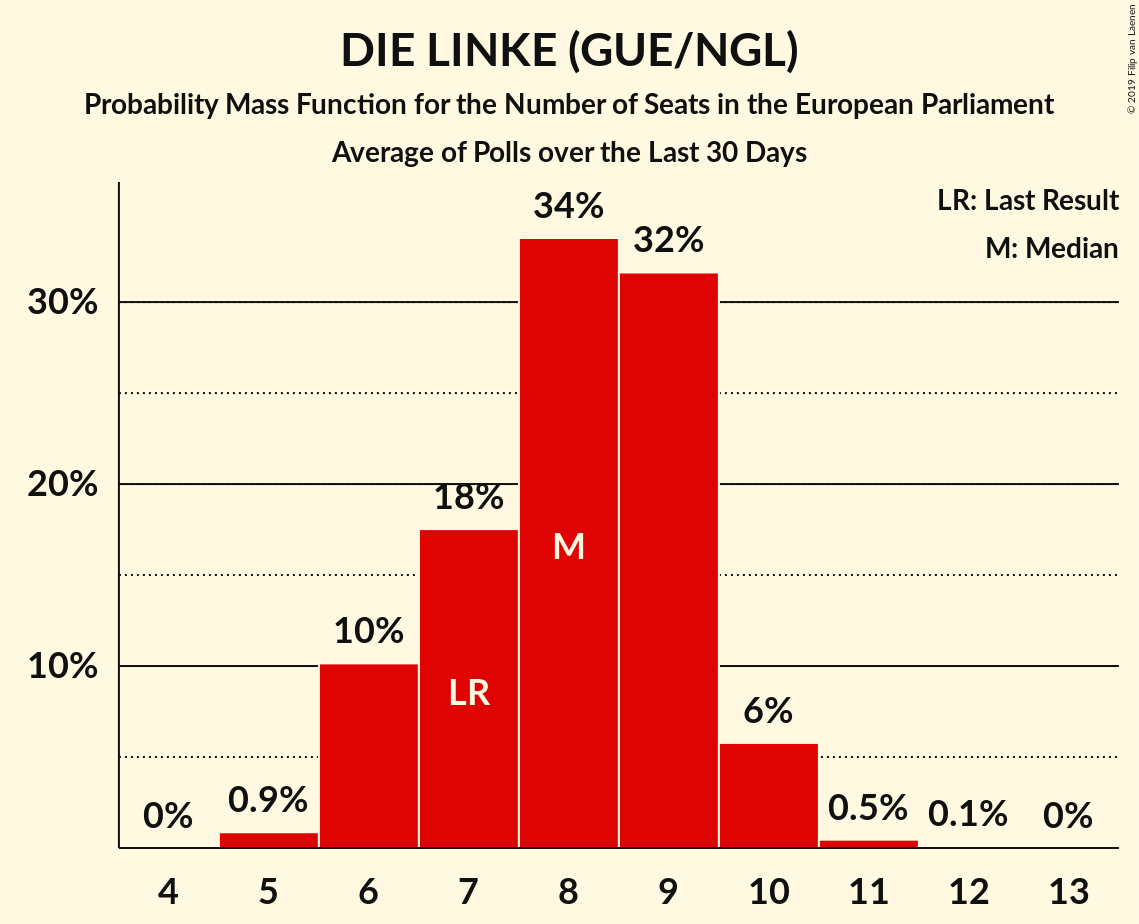 DIE LINKE (GUE/NGL)
Probability Mass Function for the Number of Seats in the European Parliament
Average of Polls over the Last 30 Days
© 2019 Filip van Laenen
LR: Last Result
M: Median
34%
32%
30%
20%
18%
M
10%
10%
LR
6%
0%
0.9%
0.5%
0.1%
0%
4 5 6 7 8 9 10 11 12 13